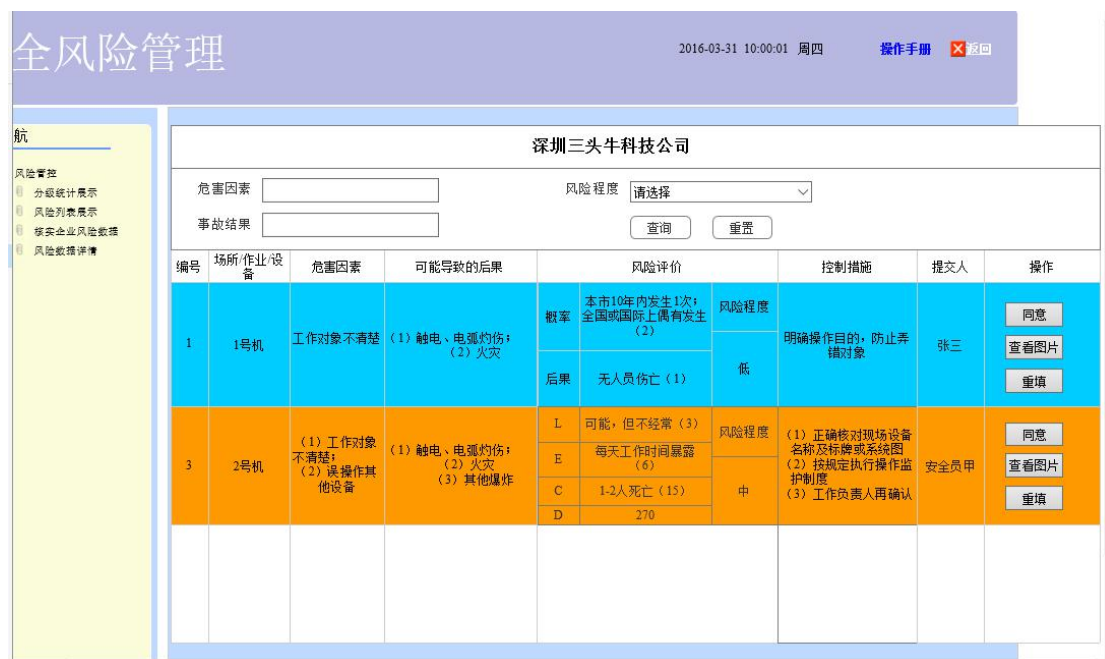 全风险管理
2016-03-31 10:00:01 周四 操作手册 返回
航
风险管控
分级统计展示
风险列表展示
核实企业风险数据
风险数据详情
深圳三头牛科技公司
危害因素 风险程度 请选择
事故结果 查询 重置
编号 场所/作业/设
备 危害因素 可能导致的后果 风险评价 控制措施 提交人 操作
1
1号机
工作对象不清楚
(1)触电、电弧灼伤;
(2)火灾
概率
本市10年内发生1次;
全国或国际上偶有发生
(2)
风险程度
后果
无人员伤亡(1)
低
明确操作目的,防止弄
错对象
张三
同意
查看图片
重填
3
2号机
(1)工作对象
不清楚;
(2)误操作其
他设备
(1)触电、电弧灼伤;
(2)火灾
(3)其他爆炸
L 可能,但不经常(3)
风险程度
E
每天工作时间暴露
(6)
C 1-2人死亡(15)
中
D 270
(1)正确核对现场设备
名称及标牌或系统图
(2)按规定执行操作监
护制度
(3)工作负责人再确认
安全员甲
同意
查看图片
重填